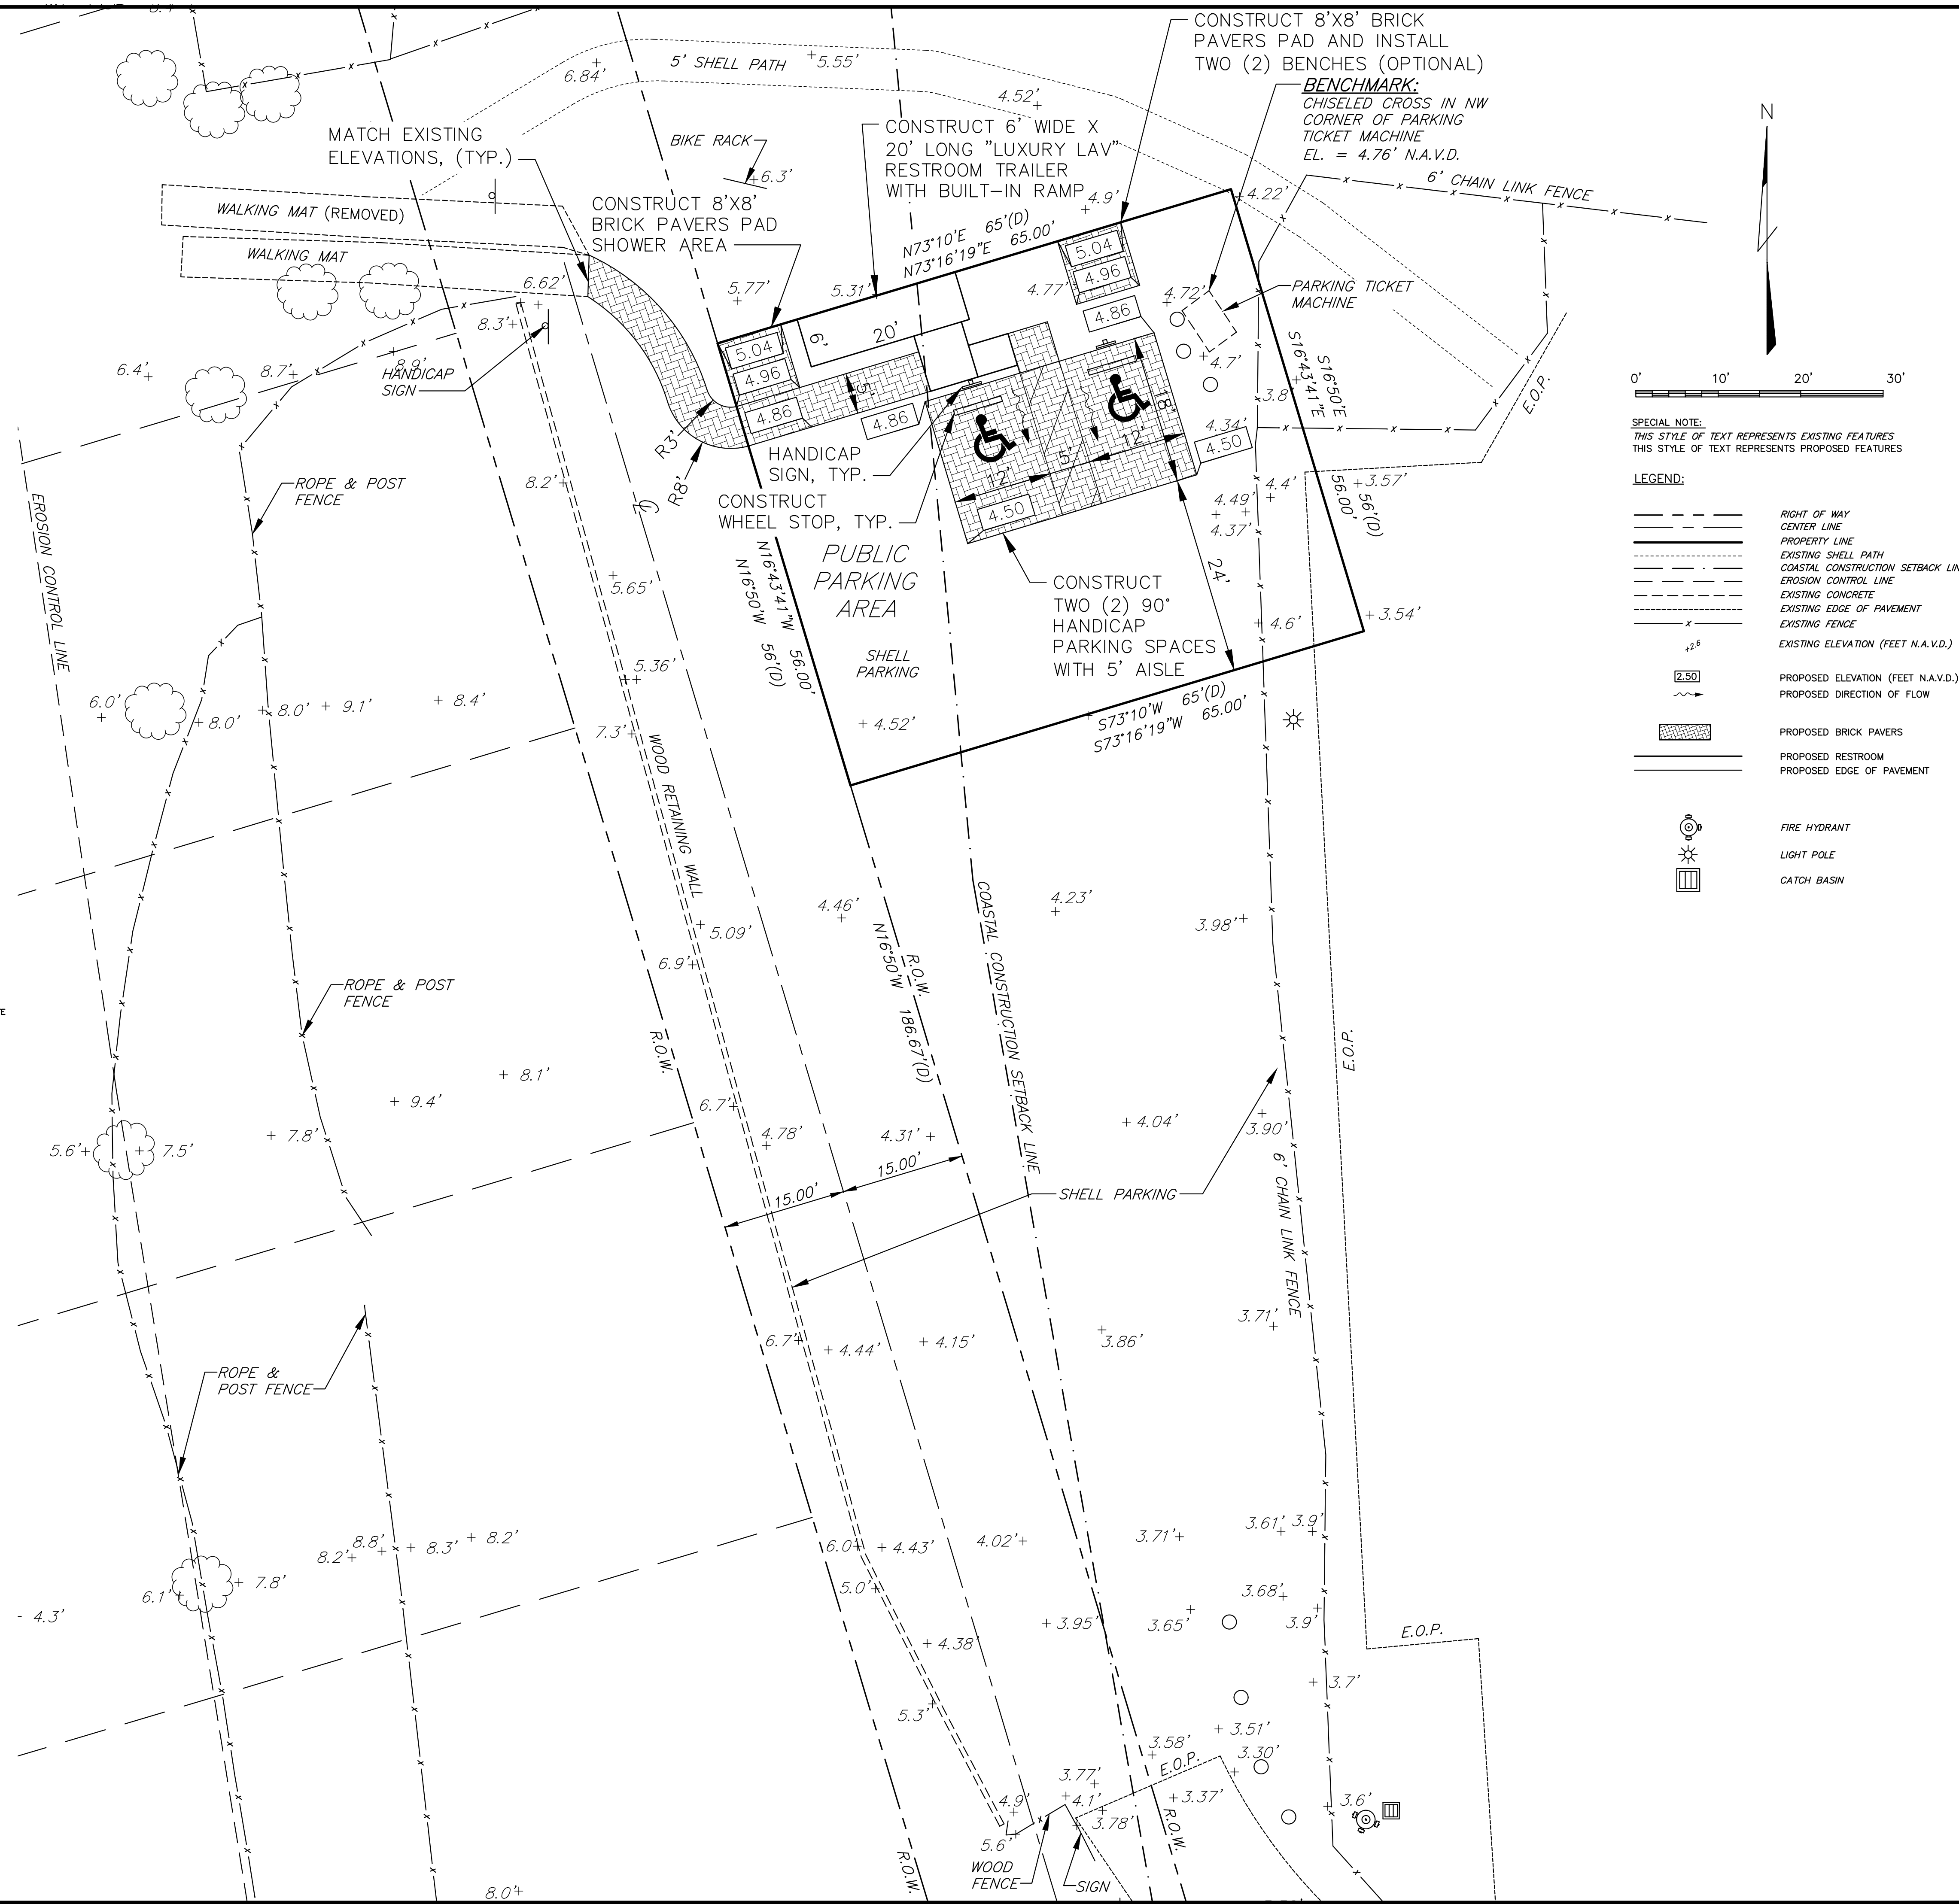 CONSTRUCT 8'X8' BRICK
PAVERS PAD AND INSTALL
TWO (2) BENCHES (OPTIONAL)
BENCHMARK:
CHISELED CROSS IN NW
CORNER OF PARKING
TICKET MACHINE
EL. = 4.76' N.A.V.D.
6' CHAIN LINK FENCE
N
5' SHELL PATH
5.55'
6.84'
4.52'
MATCH EXISTING
ELEVATIONS, (TYP.)
BIKE RACK
6.3'
CONSTRUCT 6' WIDE X
20' LONG "LUXURY LAV"
RESTROOM TRAILER
WITH BUILT-IN RAMP
4.9'
4.22'
WALKING MAT (REMOVED)
WALKING MAT
CONSTRUCT 8'X8'
BRICK PAVERS PAD
SHOWER AREA
N73°10'E 65'(D)
N73°16'19"E 65.00'
5.04
4.96
4.86
4.77'
4.72'
PARKING TICKET
MACHINE
6.62'
8.3'
5.77'
5.31'
6'
20'
5.04
4.96
4.86
5'
4.86
4.7'
3.8
4.34'
4.50
S16°50'E
S16°43'41"E
56.00'
56'(D)
E.O.P.
6.4'
8.7'
8.9'
HANDICAP
SIGN
R3'
R8'
HANDICAP
SIGN, TYP.
CONSTRUCT
WHEEL STOP, TYP.
18'
12'
5'
12'
4.50
4.4'
4.49'
4.37'
3.57'
24'
ROPE & POST
FENCE
8.2'
EROSION CONTROL LINE
PUBLIC
PARKING
AREA
SHELL
PARKING
CONSTRUCT
TWO (2) 90°
HANDICAP
PARKING SPACES
WITH 5' AISLE
4.6'
3.54'
5.65'
5.36'
N16°43'41"W 56.00'
N16°50'W 56'(D)
S73°10'W 65'(D)
S73°16'19"W 65.00'
4.52'
6.0'
8.0'
8.0'
9.1'
8.4'
7.3'
WOOD RETAINING WALL
0' 10' 20' 30'
SPECIAL NOTE:
THIS STYLE OF TEXT REPRESENTS EXISTING FEATURES
THIS STYLE OF TEXT REPRESENTS PROPOSED FEATURES
LEGEND:
RIGHT OF WAY
CENTER LINE
PROPERTY LINE
EXISTING SHELL PATH
COASTAL CONSTRUCTION SETBACK LIN
EROSION CONTROL LINE
EXISTING CONCRETE
EXISTING EDGE OF PAVEMENT
EXISTING FENCE
+2.6 EXISTING ELEVATION (FEET N.A.V.D.)
2.50 PROPOSED ELEVATION (FEET N.A.V.D.)
PROPOSED DIRECTION OF FLOW
PROPOSED BRICK PAVERS
PROPOSED RESTROOM
PROPOSED EDGE OF PAVEMENT
FIRE HYDRANT
LIGHT POLE
CATCH BASIN
4.46'
4.23'
3.98'
5.09'
6.9'
N16°50'W 186.67'(D)
R.O.W.
COASTAL CONSTRUCTION SETBACK LINE
ROPE & POST
FENCE
R.O.W.
E.O.P.
8.1'
9.4'
6.7'
4.78'
4.31'
4.04'
3.90'
5.6'
7.5'
7.8'
15.00'
15.00'
SHELL PARKING
6' CHAIN LINK FENCE
6.7'
4.44'
4.15'
3.86'
3.71'
ROPE &
POST FENCE
8.2'
8.8'
8.3'
8.2'
6.0
4.43'
4.02'
3.71'
3.61'
3.9'
6.1'
7.8'
4.3'
5.0'
3.68'
3.95'
3.65'
3.9'
4.38'
E.O.P.
3.7'
5.3'
3.51'
3.58'
3.30'
E.O.P.
3.77'
4.9'
4.1'
3.78'
3.37'
3.6'
5.6'
WOOD
FENCE
SIGN
R.O.W.
R.O.W.
8.0'